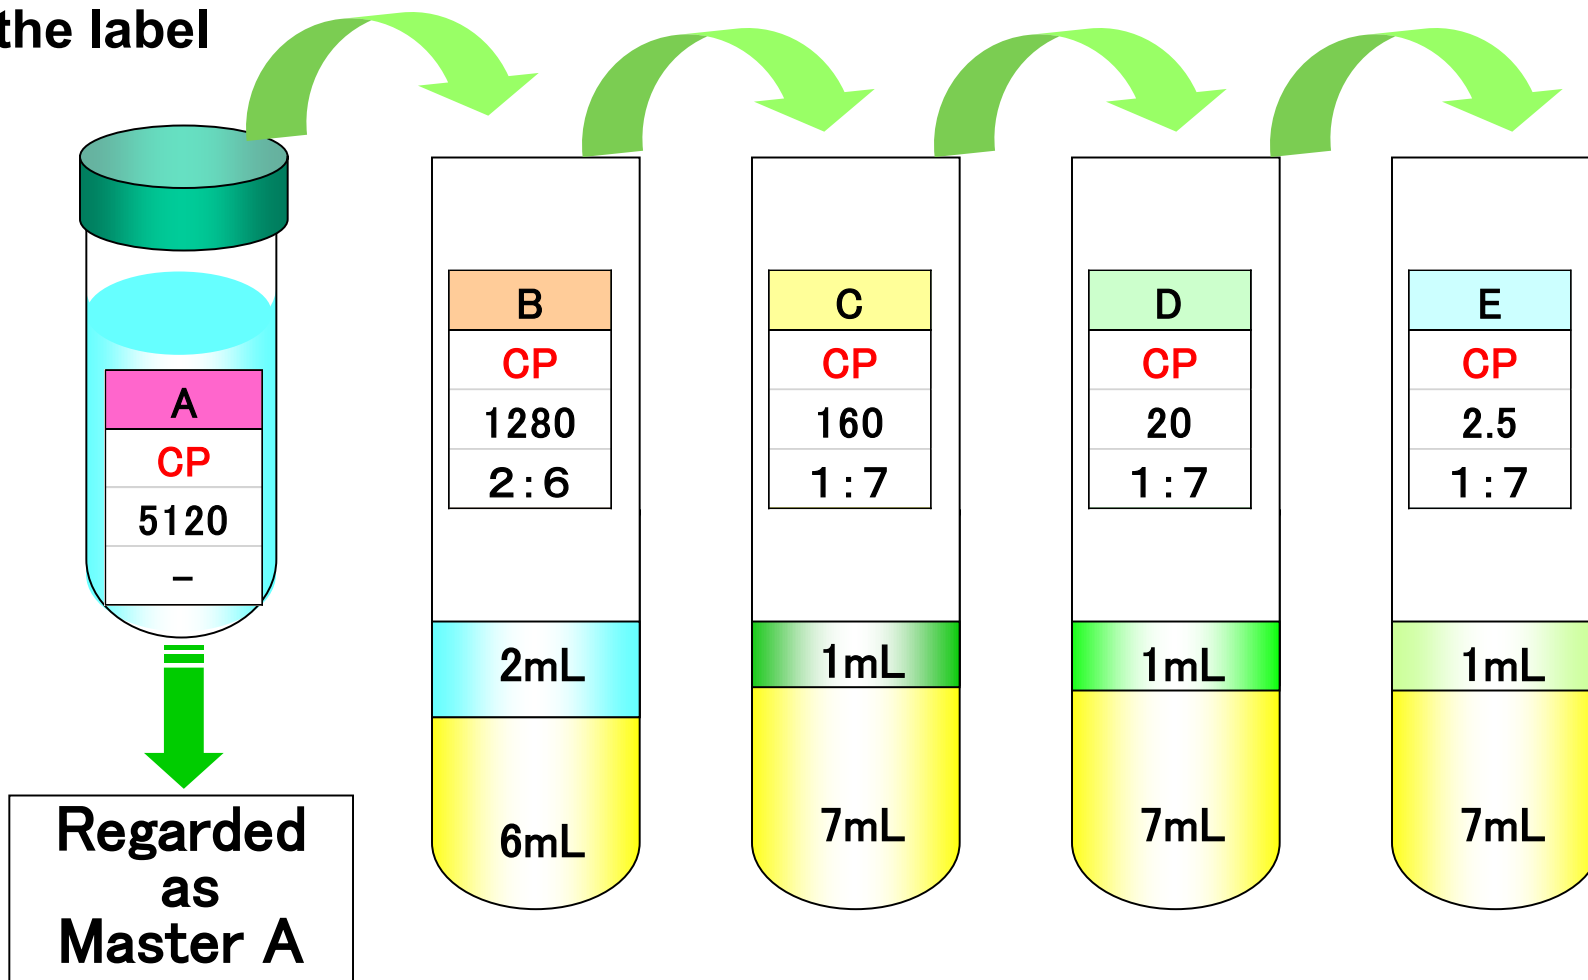 the label
A
CP
5120
-
B
CP
1280
2:6
2mL
6mL
C
CP
160
1:7
1mL
7mL
D
CP
20
1:7
1mL
7mL
E
CP
2.5
1:7
1mL
7mL
Regarded
as
Master A